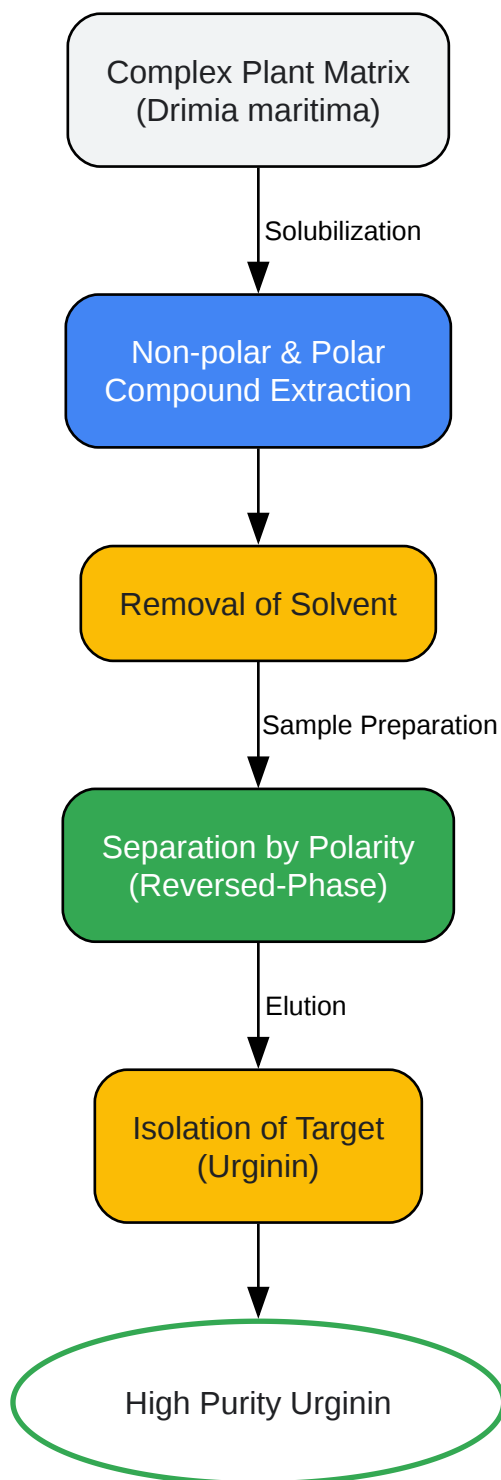 Complex Plant Matrix
(Drimia maritima)
Solubilization
Non-polar & Polar
Compound Extraction
Removal of Solvent
Sample Preparation
Separation by Polarity
(Reversed-Phase)
Elution
Isolation of Target
(Urginin)
High Purity Urginin